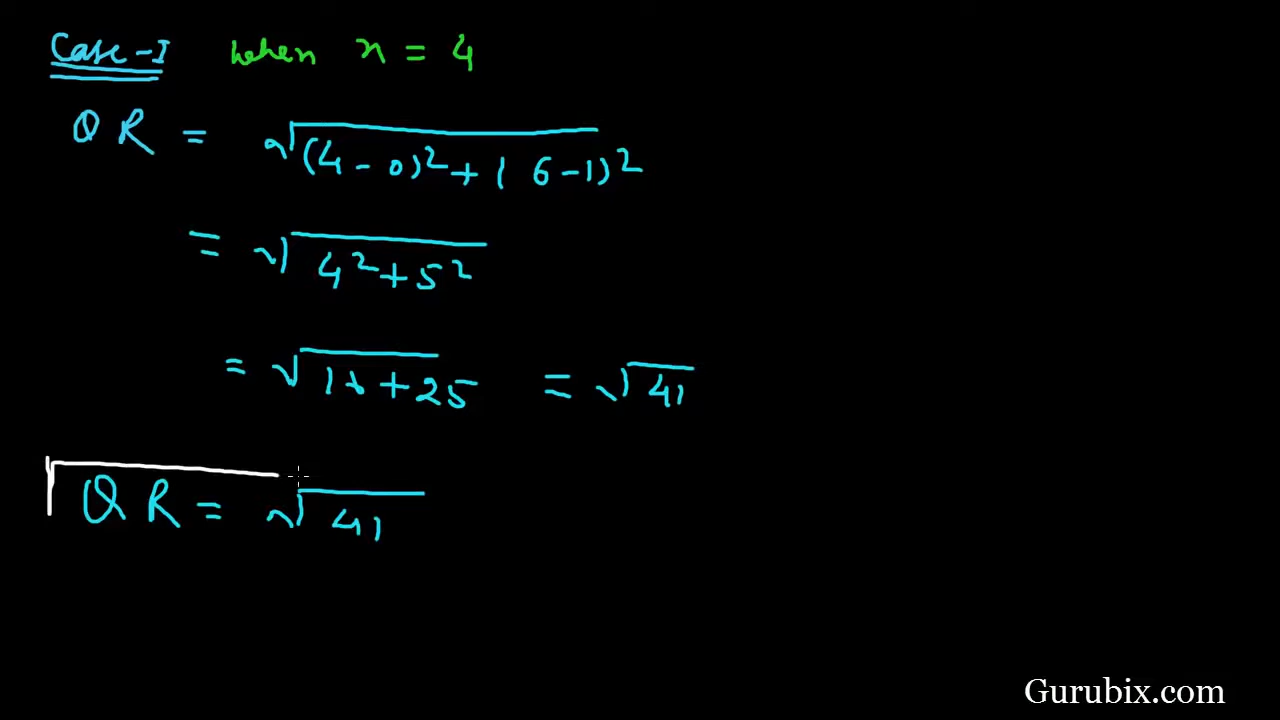 Case-I when x = 4
QR = √(4-0)²+(6-1)²
= √4²+5²
= √16+25 = √41
QR = √41
Gurubix.com